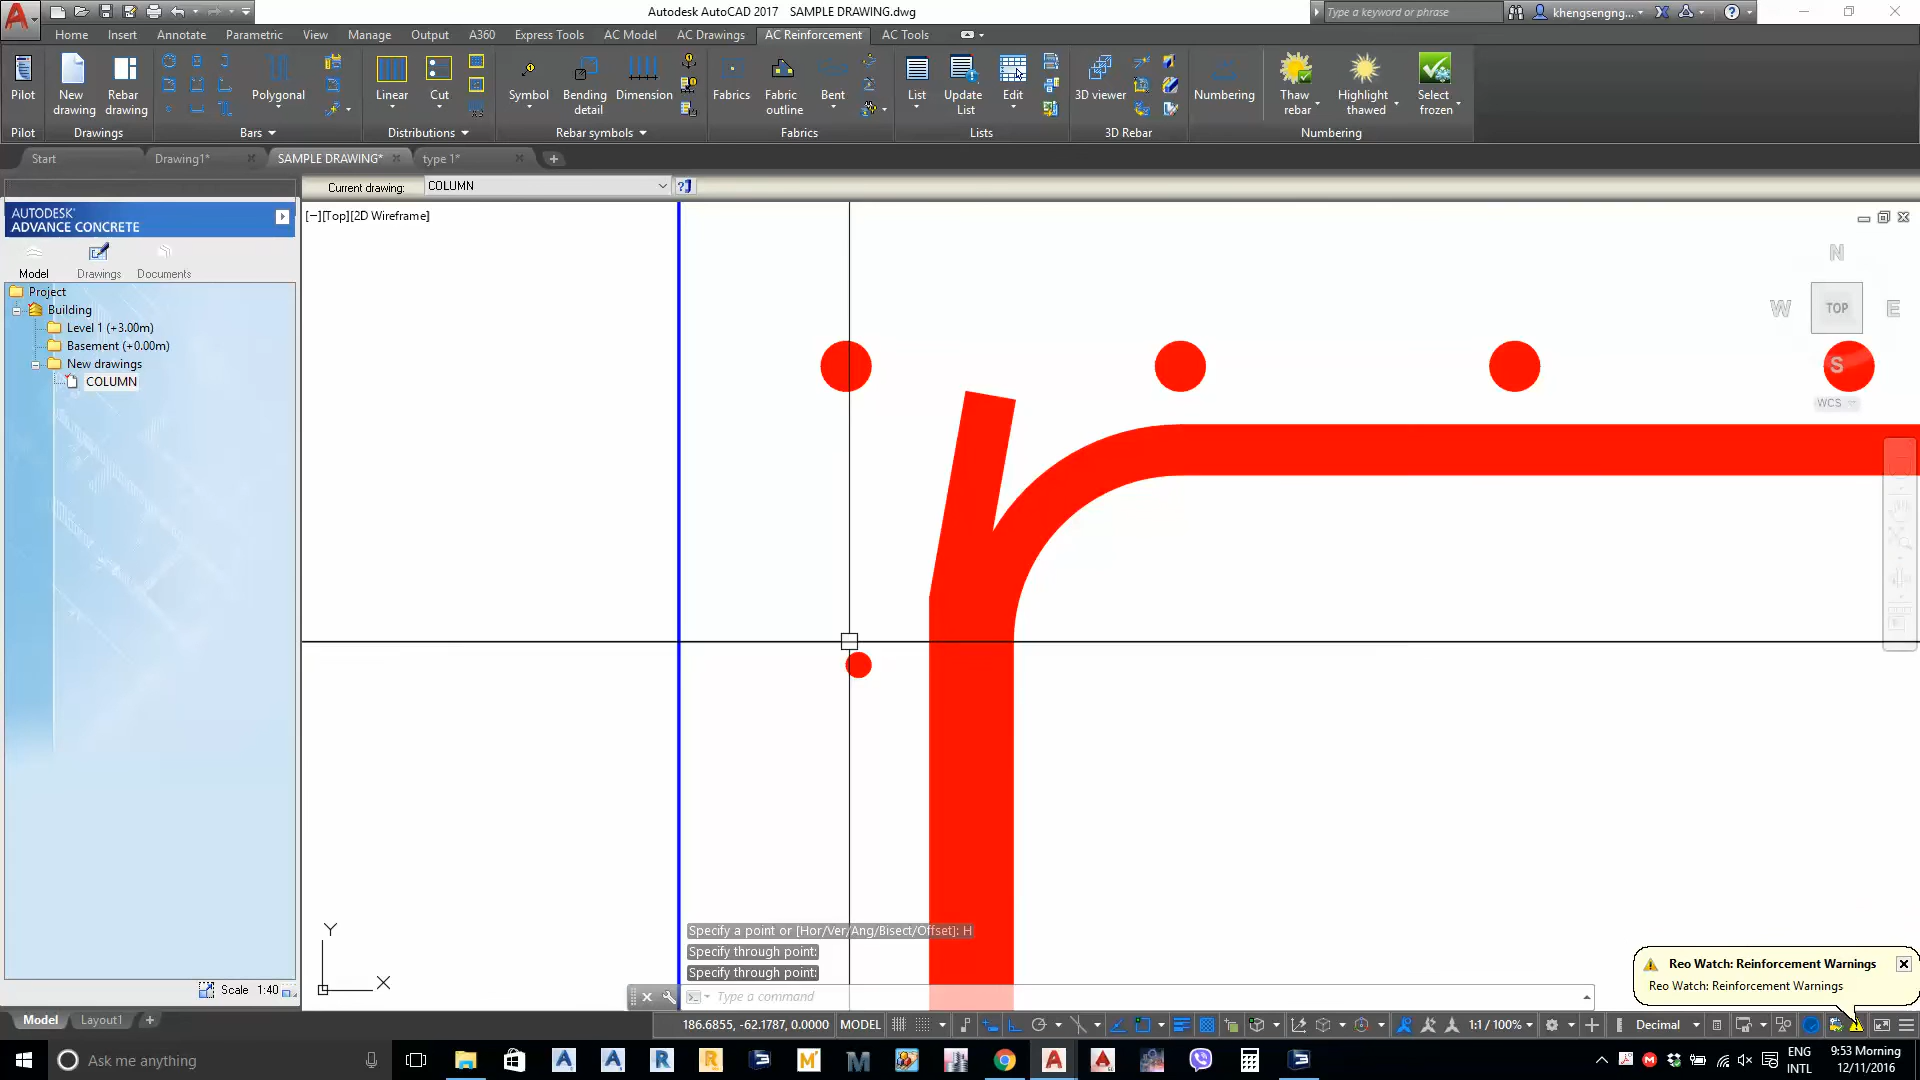 Autodesk AutoCAD 2017 SAMPLE DRAWING.dwg
Type a keyword or phrase
khengsengng...
Home Insert Annotate Parametric View Manage Output A360 Express Tools AC Model AC Drawings AC Reinforcement AC Tools
Pilot New drawing Rebar drawing Polygonal Linear Cut Symbol Bending detail Dimension Fabrics Fabric outline Bent List Update List Edit 3D viewer Numbering Thaw rebar Highlight thawed Select frozen
Pilot Drawings Bars Distributions Rebar symbols Fabrics Lists 3D Rebar Numbering
Start Drawing1* SAMPLE DRAWING* type 1*
Current drawing: COLUMN
AUTODESK®
ADVANCE CONCRETE
[−][Top][2D Wireframe]
Model Drawings Documents
Project
Building
Level 1 (+3.00m)
Basement (+0.00m)
New drawings
COLUMN
N
W TOP E
S
WCS
Y
X
Specify a point or [Hor/Ver/Ang/Bisect/Offset]: H
Specify through point:
Specify through point:
Type a command
Reo Watch: Reinforcement Warnings
Reo Watch: Reinforcement Warnings
Scale 1:40
Model Layout1
186.6855, -62.1787, 0.0000 MODEL 1:1 / 100% Decimal
Ask me anything
ENG
INTL
9:53 Morning
12/11/2016